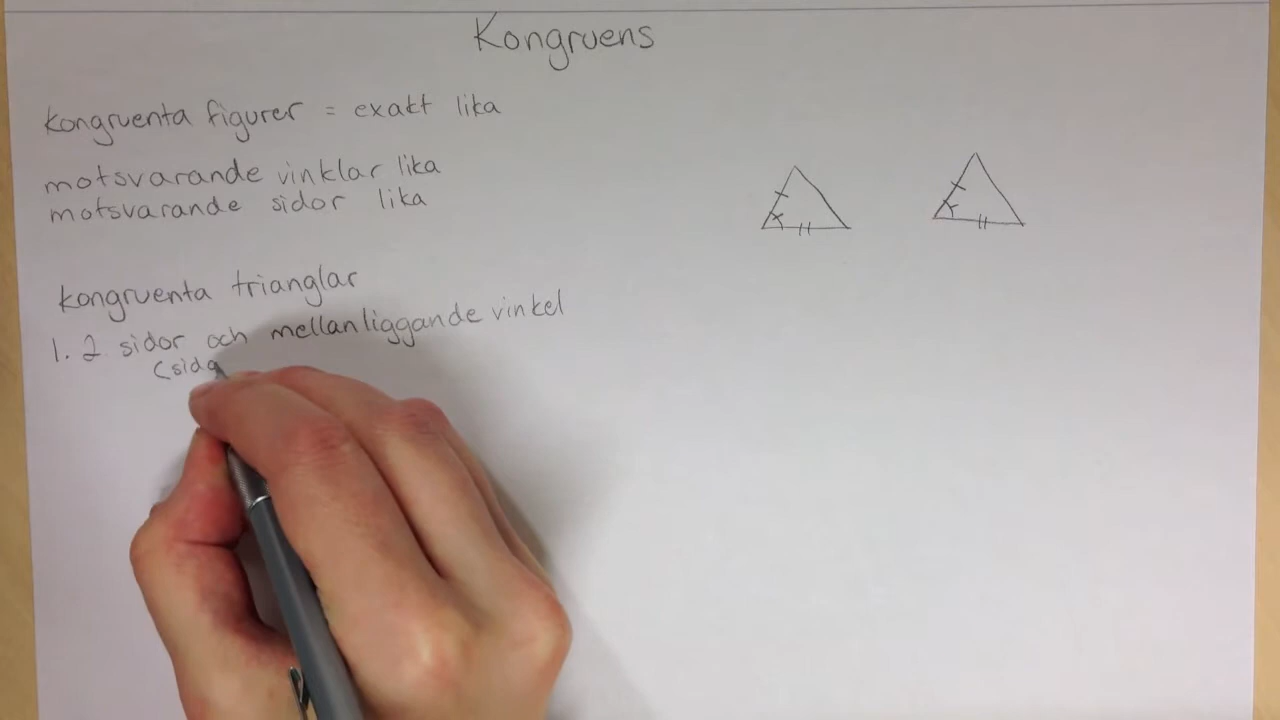 Kongruens
kongruenta figurer = exakt lika
motsvarande vinklar lika
motsvarande sidor lika
kongruenta trianglar
1. 2 sidor och mellanliggande vinkel
(sida